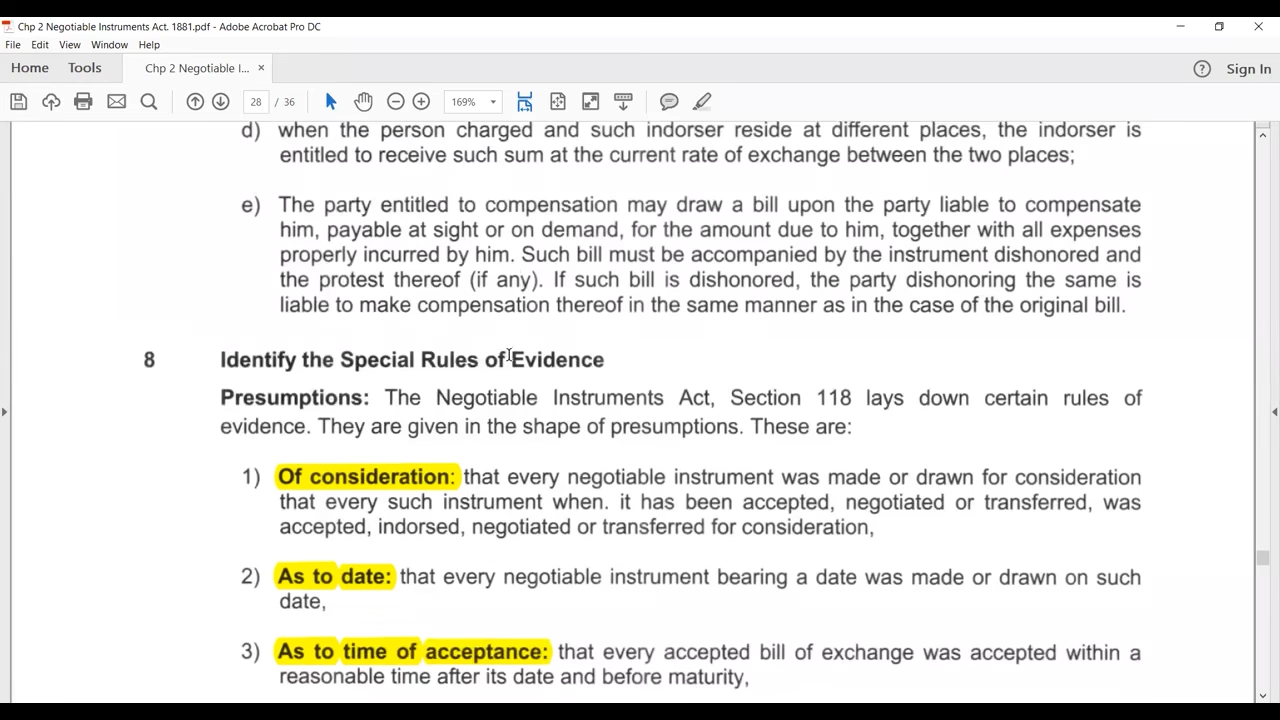 Chp 2 Negotiable Instruments Act. 1881.pdf - Adobe Acrobat Pro DC
File Edit View Window Help
Home Tools Chp 2 Negotiable I... × ? Sign In
28 / 36 169%
d) when the person charged and such indorser reside at different places, the indorser is
entitled to receive such sum at the current rate of exchange between the two places;
e) The party entitled to compensation may draw a bill upon the party liable to compensate
him, payable at sight or on demand, for the amount due to him, together with all expenses
properly incurred by him. Such bill must be accompanied by the instrument dishonored and
the protest thereof (if any). If such bill is dishonored, the party dishonoring the same is
liable to make compensation thereof in the same manner as in the case of the original bill.
8 Identify the Special Rules of Evidence
Presumptions: The Negotiable Instruments Act, Section 118 lays down certain rules of
evidence. They are given in the shape of presumptions. These are:
1) Of consideration: that every negotiable instrument was made or drawn for consideration
that every such instrument when. it has been accepted, negotiated or transferred, was
accepted, indorsed, negotiated or transferred for consideration,
2) As to date: that every negotiable instrument bearing a date was made or drawn on such
date,
3) As to time of acceptance: that every accepted bill of exchange was accepted within a
reasonable time after its date and before maturity,